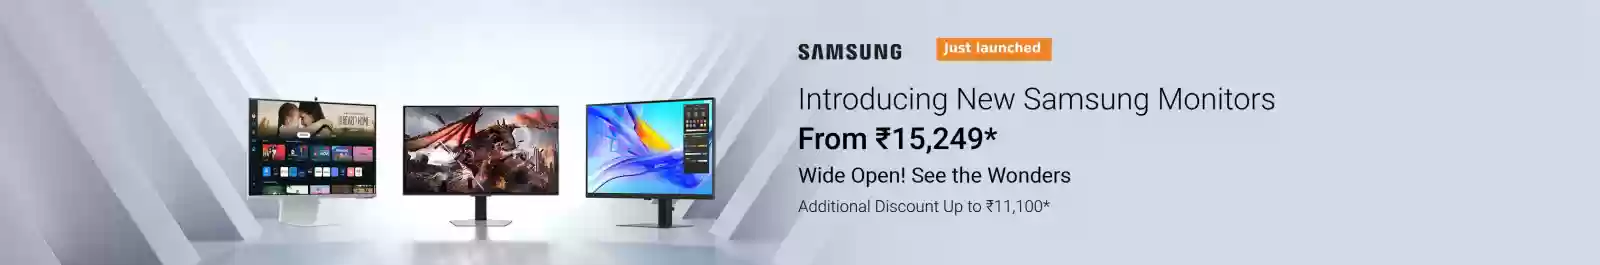 SAMSUNG
Just launched
Introducing New Samsung Monitors
From ₹15,249*
Wide Open! See the Wonders
Additional Discount Up to ₹11,100*